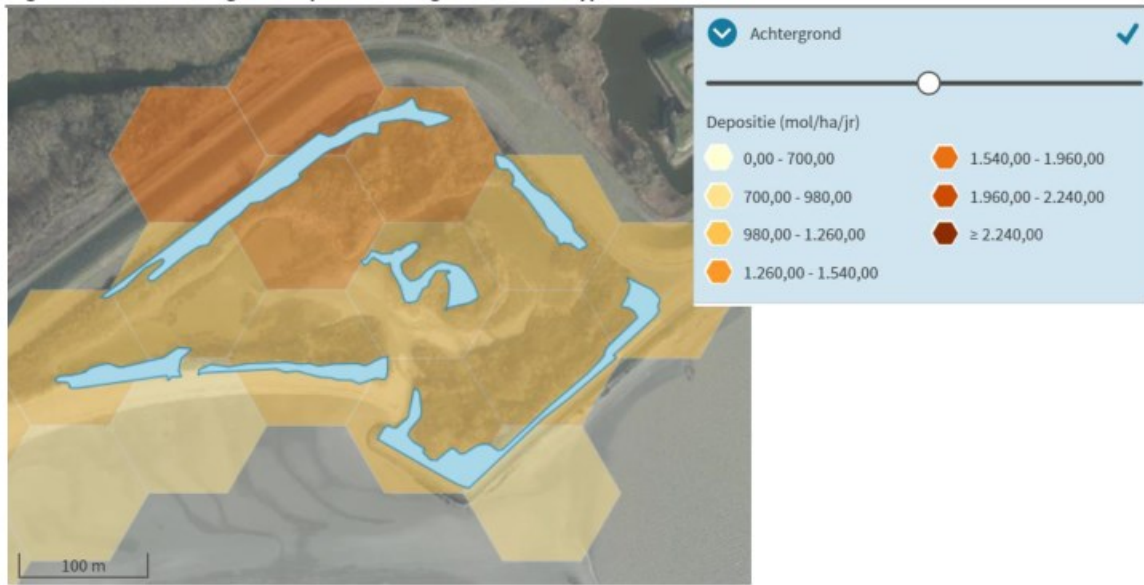 Achtergrond
Depositie (mol/ha/jr)
0,00 - 700,00
700,00 - 980,00
980,00 - 1.260,00
1.260,00 - 1.540,00
1.540,00 - 1.960,00
1.960,00 - 2.240,00
≥ 2.240,00
100 m